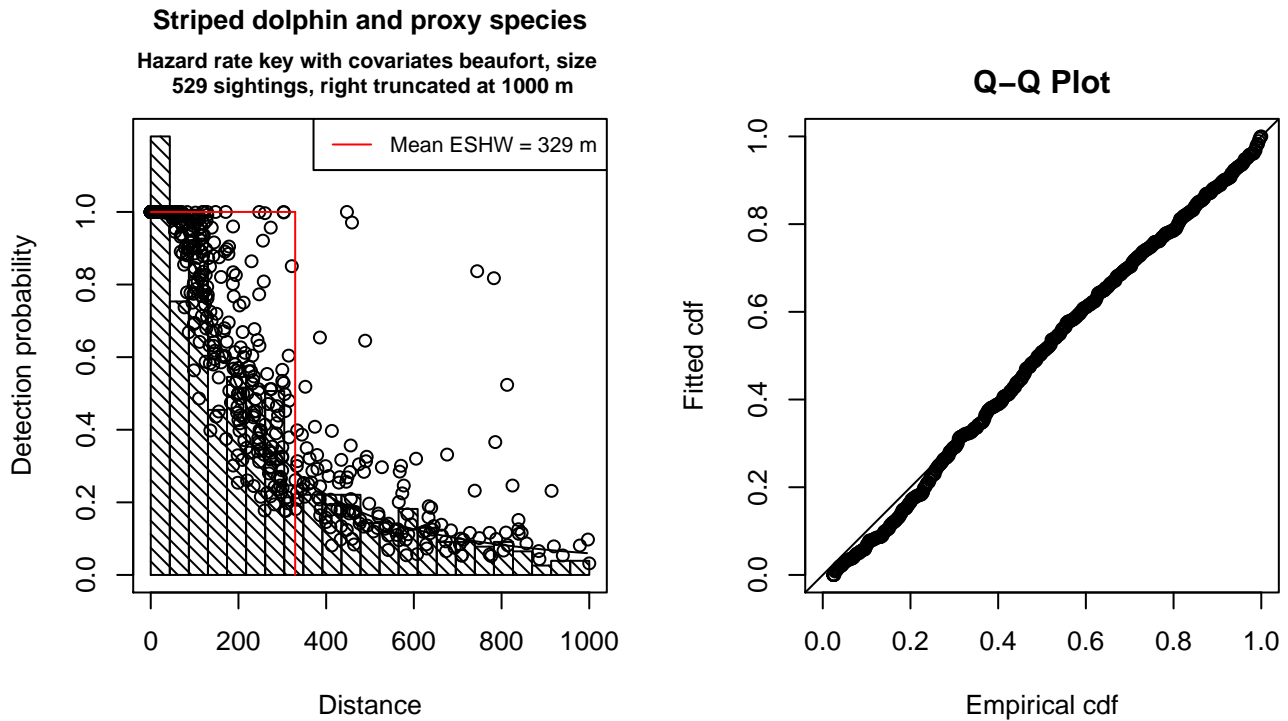 Striped dolphin and proxy species
Hazard rate key with covariates beaufort, size
529 sightings, right truncated at 1000 m
Mean ESHW = 329 m
Detection probability
1.0
0.8
0.6
0.4
0.2
0.0
0 200 400 600 800 1000
Distance
Q−Q Plot
Fitted cdf
1.0
0.8
0.6
0.4
0.2
0.0
0.0 0.2 0.4 0.6 0.8 1.0
Empirical cdf